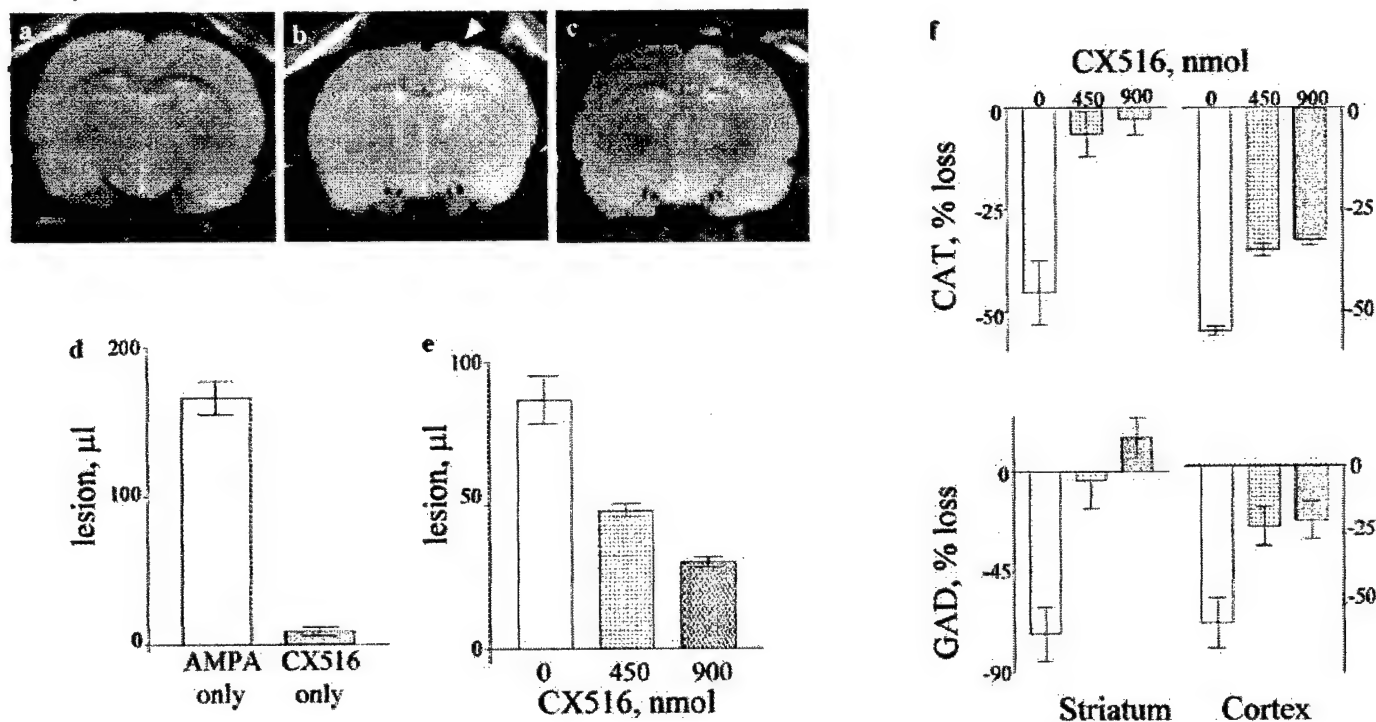 a
b
c
d
200
100
0
lesion, μl
AMPA only
CX516 only
e
100
50
0
lesion, μl
0 450 900
CX516, nmol
f
CX516, nmol
0 450 900 0 450 900
0
-25
-50
CAT, % loss
0
-25
-50
0
-45
-90
GAD, % loss
0
-25
-50
Striatum Cortex